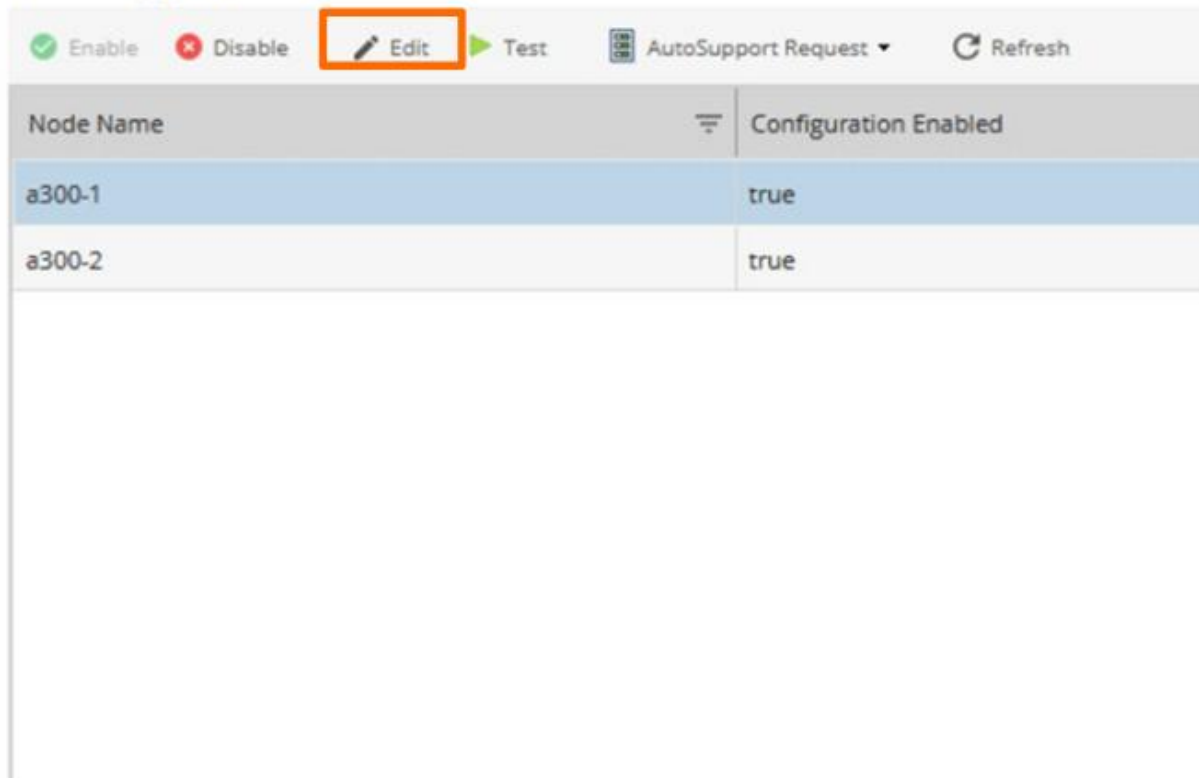 Enable Disable Edit Test AutoSupport Request Refresh
Node Name Configuration Enabled
a300-1 true
a300-2 true